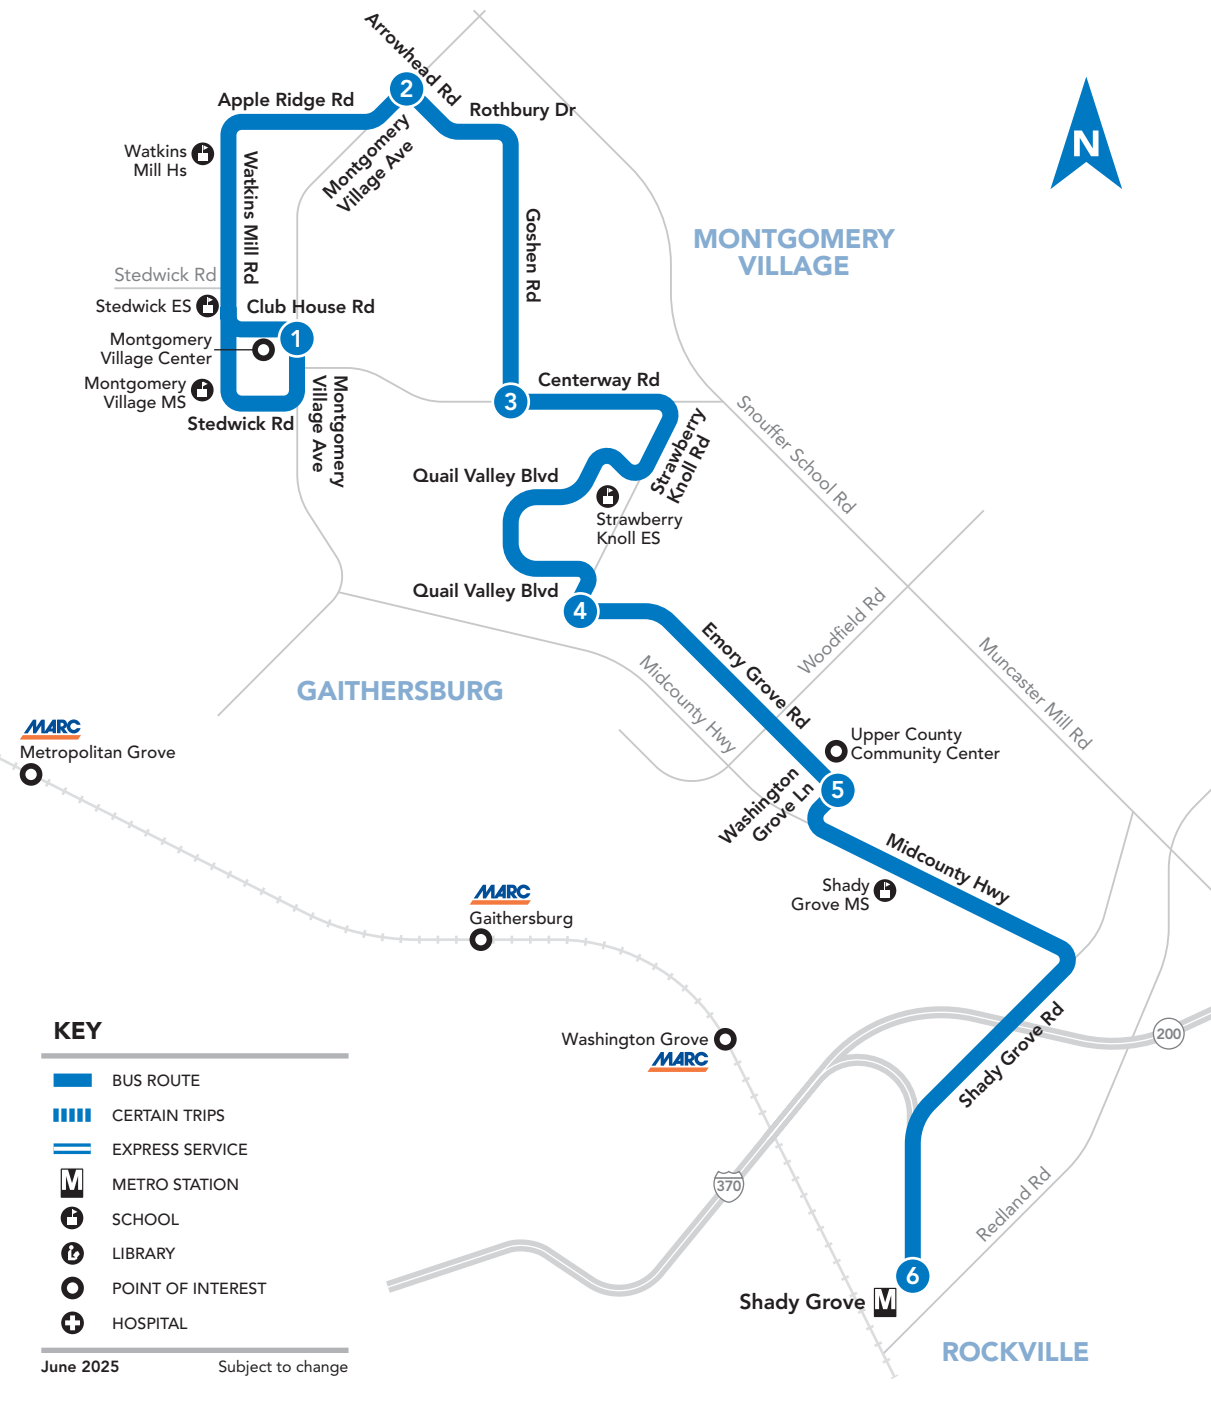 Arrowhead Rd
2
Apple Ridge Rd
Rothbury Dr
Montgomery
Village Ave
Watkins
Mill Hs
Watkins Mill Rd
N
Goshen Rd
MONTGOMERY
VILLAGE
Stedwick Rd
Stedwick ES
Club House Rd
1
Montgomery
Village Center
Montgomery
Village MS
Stedwick Rd
Montgomery
Village Ave
3
Centerway Rd
Strawberry
Knoll Rd
Snouffer School Rd
Quail Valley Blvd
Strawberry
Knoll ES
Quail Valley Blvd
4
Emory Grove Rd
Woodfield Rd
Midcounty Hwy
Muncaster Mill Rd
GAITHERSBURG
MARC
Metropolitan Grove
Upper County
Community Center
5
Washington
Grove Ln
Midcounty Hwy
Shady
Grove MS
MARC
Gaithersburg
Washington Grove
MARC
Shady Grove Rd
200
370
Redland Rd
6
Shady Grove
M
ROCKVILLE
KEY
BUS ROUTE
CERTAIN TRIPS
EXPRESS SERVICE
M
METRO STATION
SCHOOL
LIBRARY
POINT OF INTEREST
HOSPITAL
June 2025
Subject to change